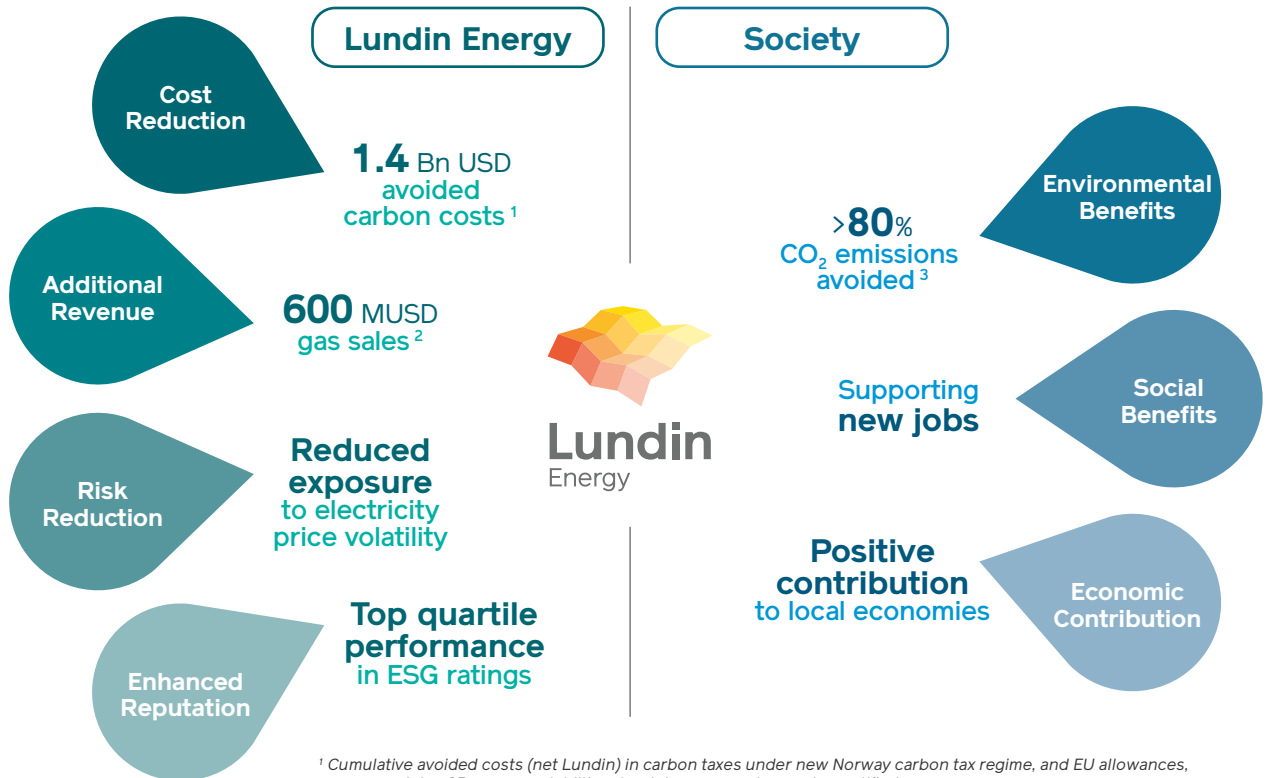 Lundin Energy
Cost
Reduction
1.4 Bn USD
avoided
carbon costs ¹
Additional
Revenue
600 MUSD
gas sales ²
Risk
Reduction
Reduced
exposure
to electricity
price volatility
Enhanced
Reputation
Top quartile
performance
in ESG ratings
Lundin
Energy
Society
Environmental
Benefits
>80%
CO₂ emissions
avoided ³
Social
Benefits
Supporting
new jobs
Economic
Contribution
Positive
contribution
to local economies
¹ Cumulative avoided costs (net Lundin) in carbon taxes under new Norway carbon tax regime, and EU allowances,